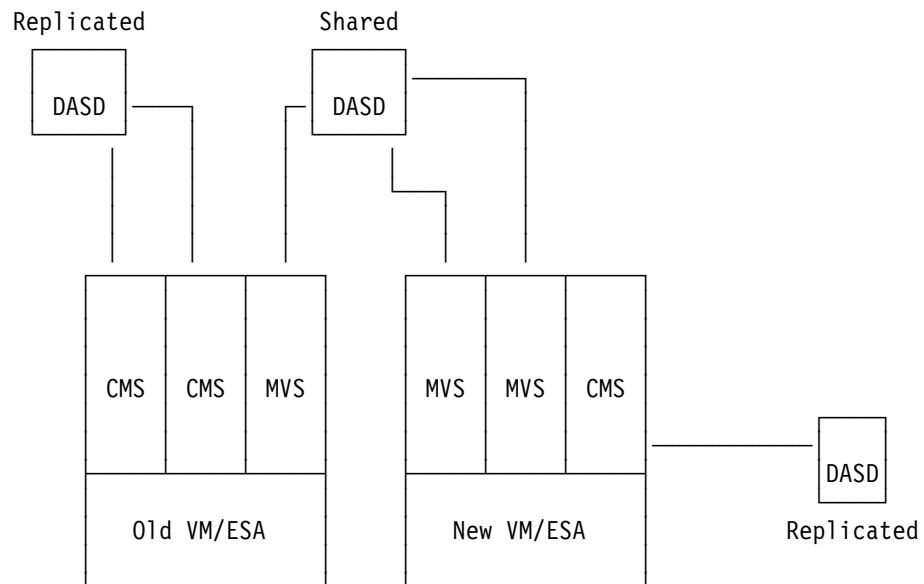 Replicated
Shared
DASD
DASD
CMS
CMS
MVS
MVS
MVS
CMS
DASD
Old VM/ESA
New VM/ESA
Replicated